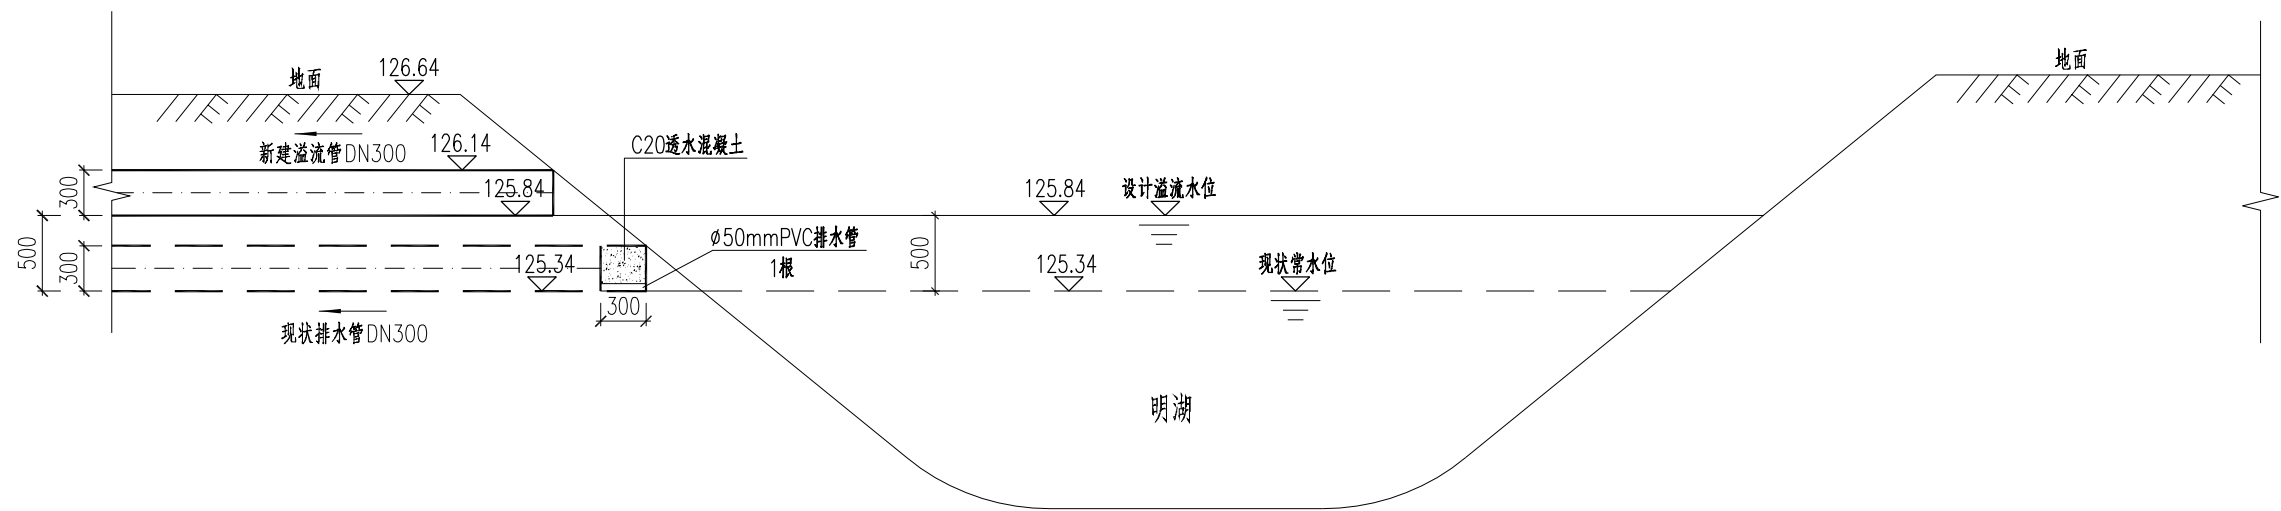 地面
126.64
地面
新建溢流管DN300
126.14
C20透水混凝土
300
125.84
125.84
设计溢流水位
500
300
125.34
ø50mmPVC排水管
1根
500
125.34
现状常水位
300
现状排水管DN300
明湖